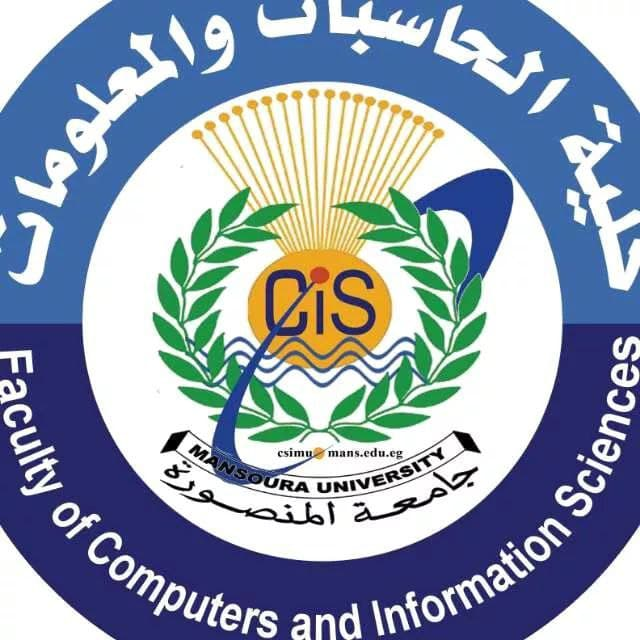 كلية الحاسبات والمعلومات
CiS
csimu@mans.edu.eg
MANSOURA UNIVERSITY
جامعة المنصورة
Faculty of Computers and Information Sciences